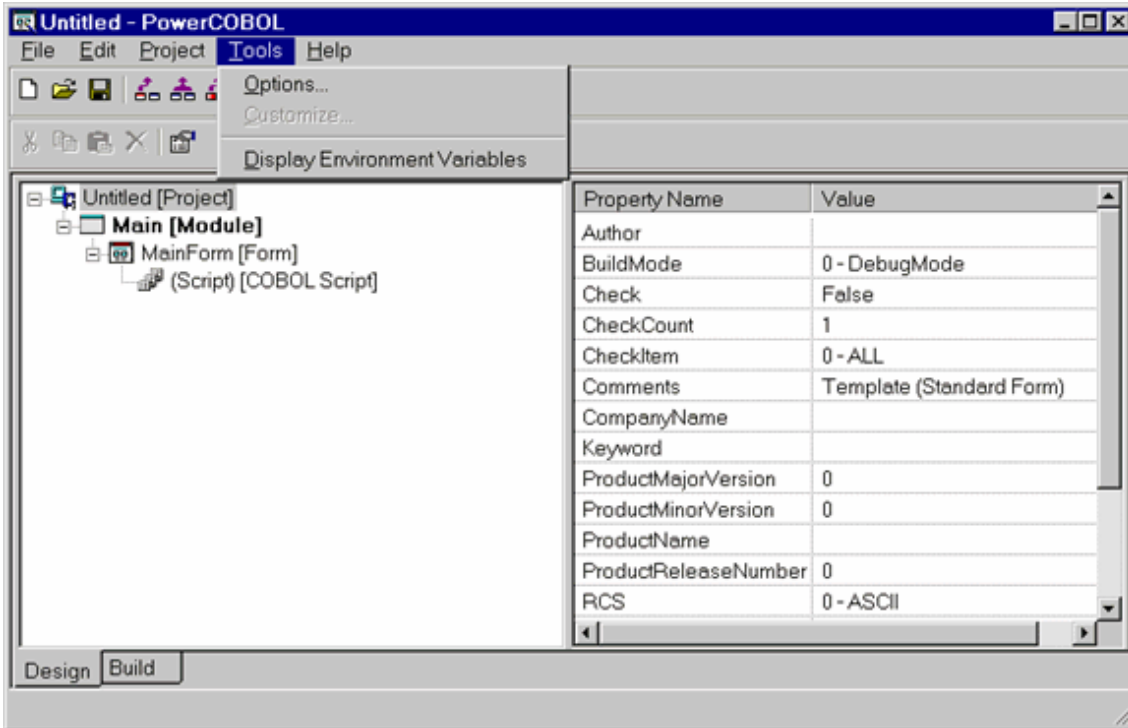 Untitled - PowerCOBOL
File Edit Project Tools Help
Options...
Customize...
Display Environment Variables
Untitled [Project]
Main [Module]
MainForm [Form]
(Script) [COBOL Script]
Property Name Value
Author
BuildMode 0 - DebugMode
Check False
CheckCount 1
CheckItem 0 - ALL
Comments Template (Standard Form)
CompanyName
Keyword
ProductMajorVersion 0
ProductMinorVersion 0
ProductName
ProductReleaseNumber 0
RCS 0 - ASCII
Design Build